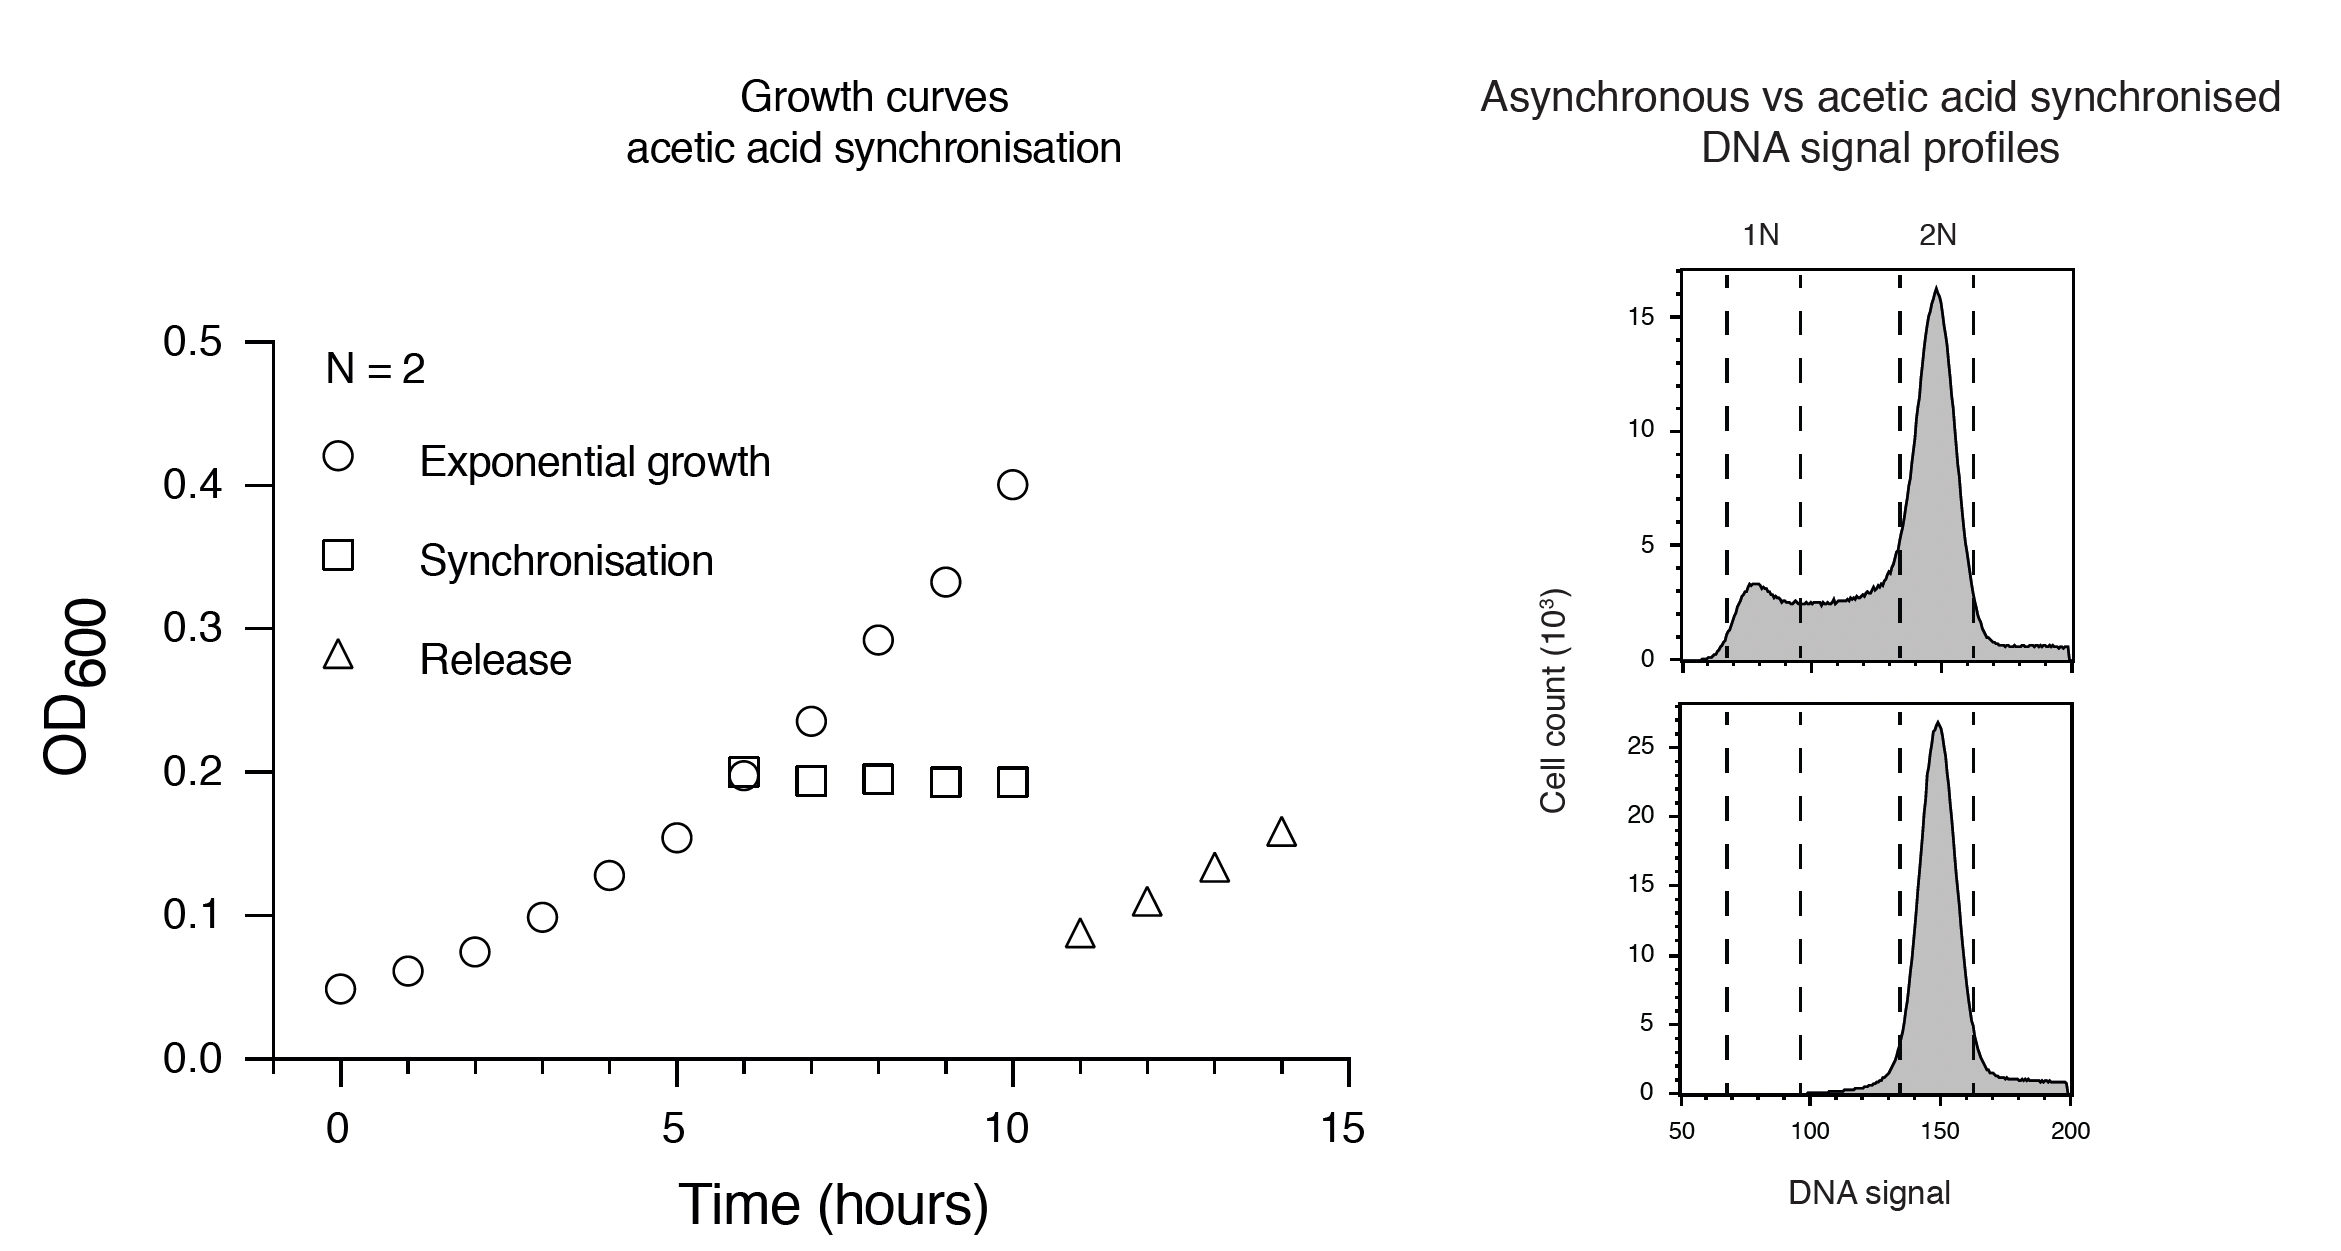 Growth curves
acetic acid synchronisation
N = 2
Exponential growth
Synchronisation
Release
OD600
0.5
0.4
0.3
0.2
0.1
0.0
0 5 10 15
Time (hours)
Asynchronous vs acetic acid synchronised
DNA signal profiles
1N 2N
15
10
5
0
Cell count (10³)
25
20
15
10
5
0
50 100 150 200
DNA signal